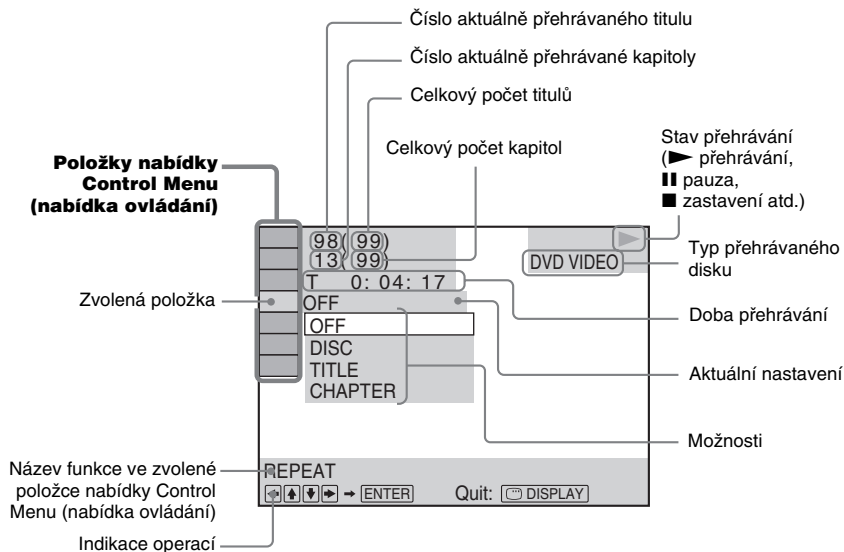 Číslo aktuálně přehrávaného titulu
Číslo aktuálně přehrávané kapitoly
Celkový počet titulů
Celkový počet kapitol
Stav přehrávání
(► přehrávání,
▮▮ pauza,
■ zastavení atd.)
Položky nabídky
Control Menu
(nabídka ovládání)
98(99)
13(99)
DVD VIDEO
Typ přehrávaného
disku
T 0: 04: 17
Zvolená položka
OFF
OFF
DISC
TITLE
CHAPTER
Doba přehrávání
Aktuální nastavení
Možnosti
Název funkce ve zvolené
položce nabídky Control
Menu (nabídka ovládání)
REPEAT
← ↑ ↓ → → ENTER Quit: DISPLAY
Indikace operací